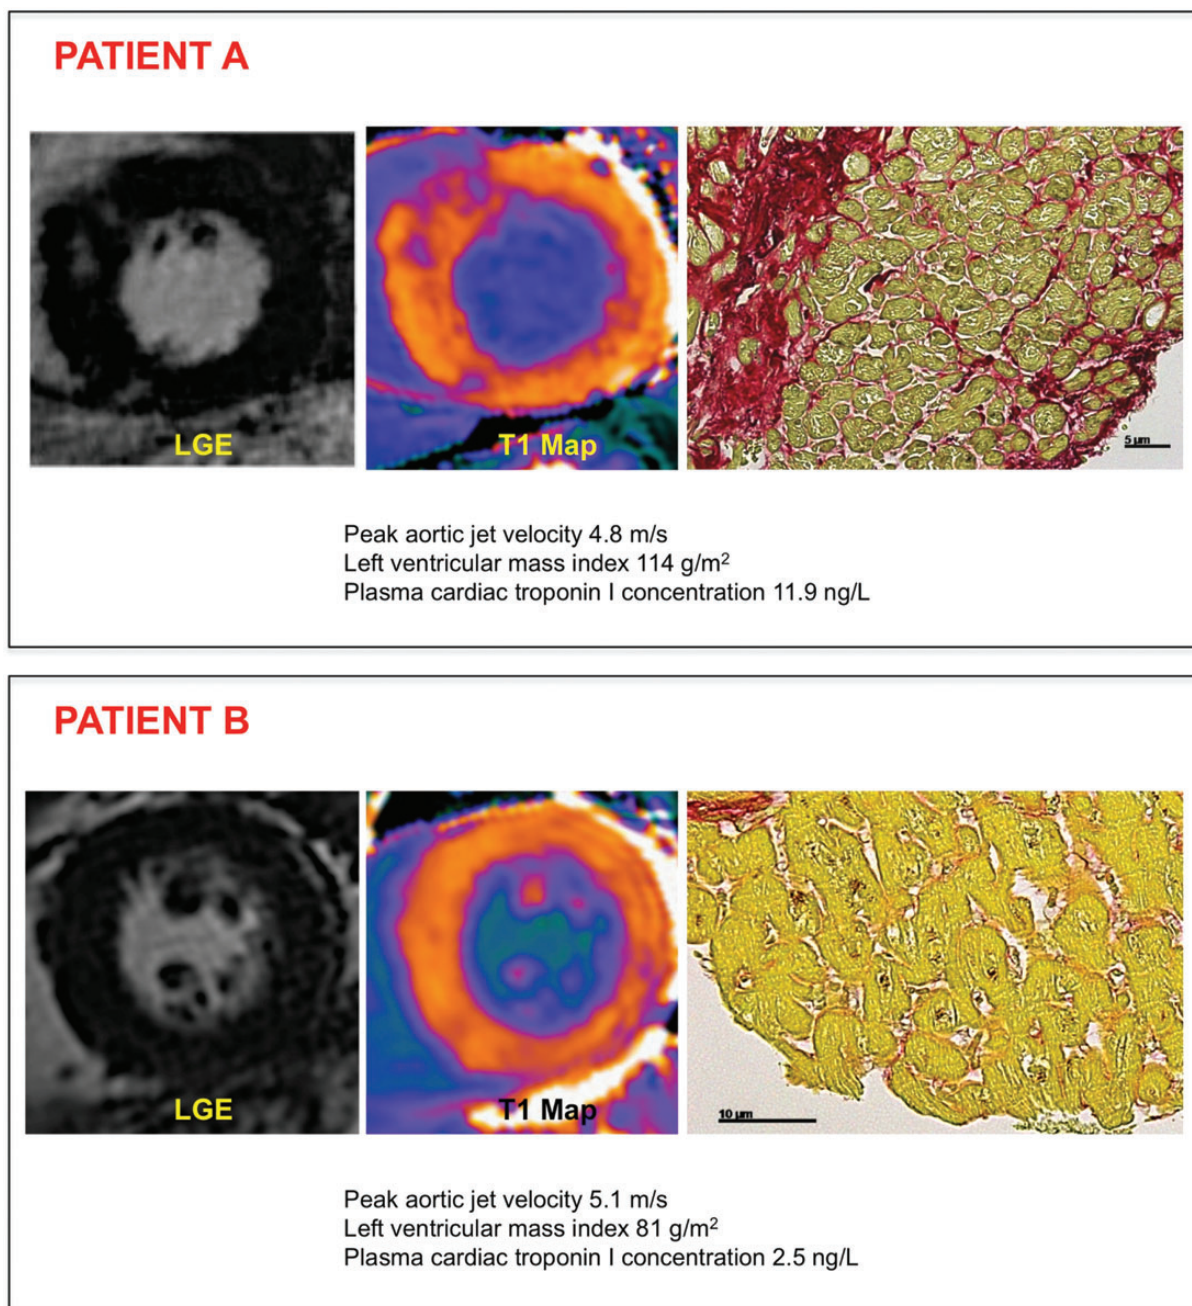 PATIENT A
LGE
T1 Map
5 µm
Peak aortic jet velocity 4.8 m/s
Left ventricular mass index 114 g/m²
Plasma cardiac troponin I concentration 11.9 ng/L
PATIENT B
LGE
T1 Map
10 µm
Peak aortic jet velocity 5.1 m/s
Left ventricular mass index 81 g/m²
Plasma cardiac troponin I concentration 2.5 ng/L